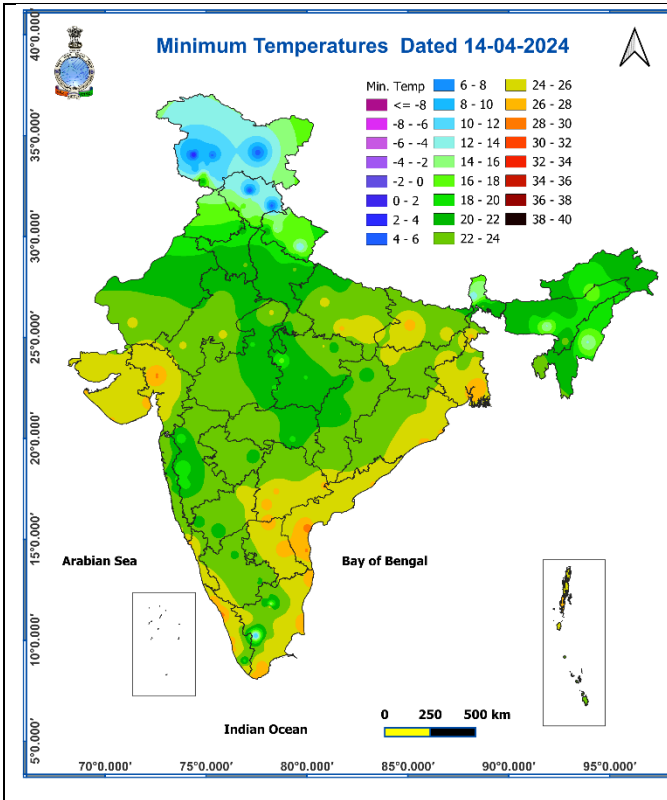 Minimum Temperatures Dated 14-04-2024
Min. Temp
<= -8
-8 - -6
-6 - -4
-4 - -2
-2 - 0
0 - 2
2 - 4
4 - 6
6 - 8
8 - 10
10 - 12
12 - 14
14 - 16
16 - 18
18 - 20
20 - 22
22 - 24
24 - 26
26 - 28
28 - 30
30 - 32
32 - 34
34 - 36
36 - 38
38 - 40
40°0.000'
35°0.000'
30°0.000'
25°0.000'
20°0.000'
15°0.000'
10°0.000'
5°0.000'
Arabian Sea
Bay of Bengal
Indian Ocean
0 250 500 km
70°0.000' 75°0.000' 80°0.000' 85°0.000' 90°0.000' 95°0.000'